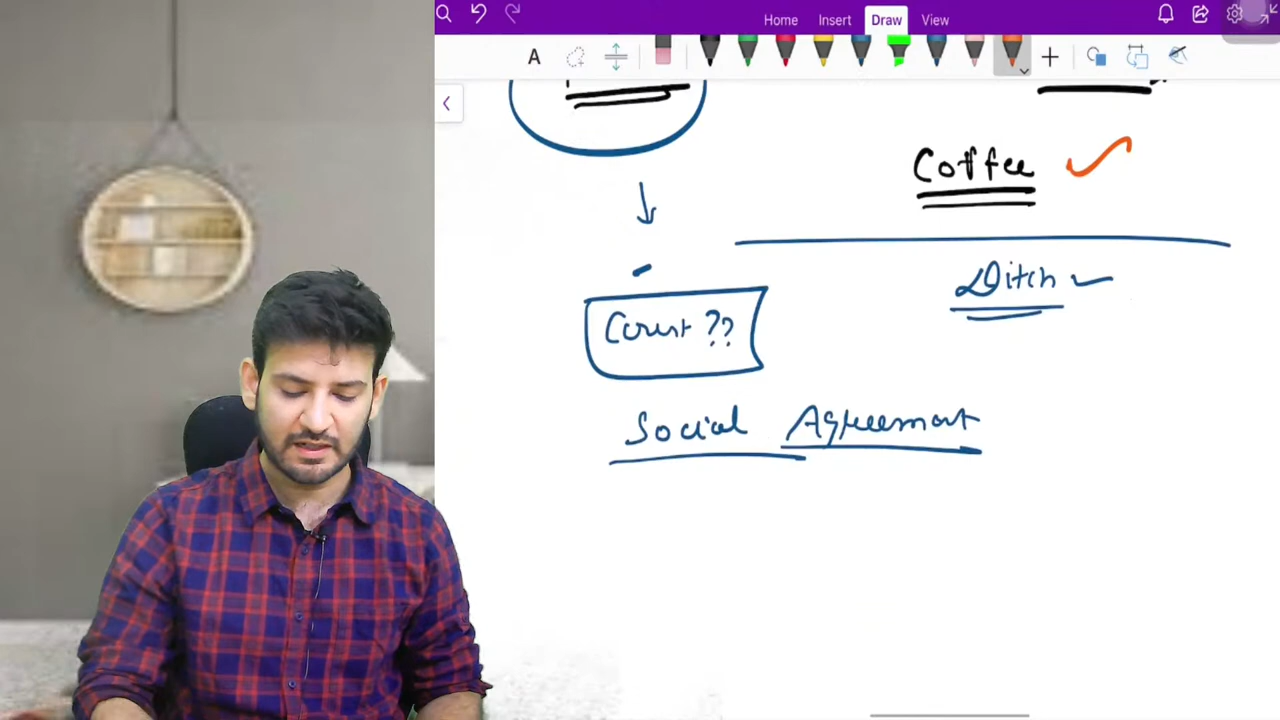 Home Insert Draw View
A
Coffee
Ditch
Court ??
Social Agreement